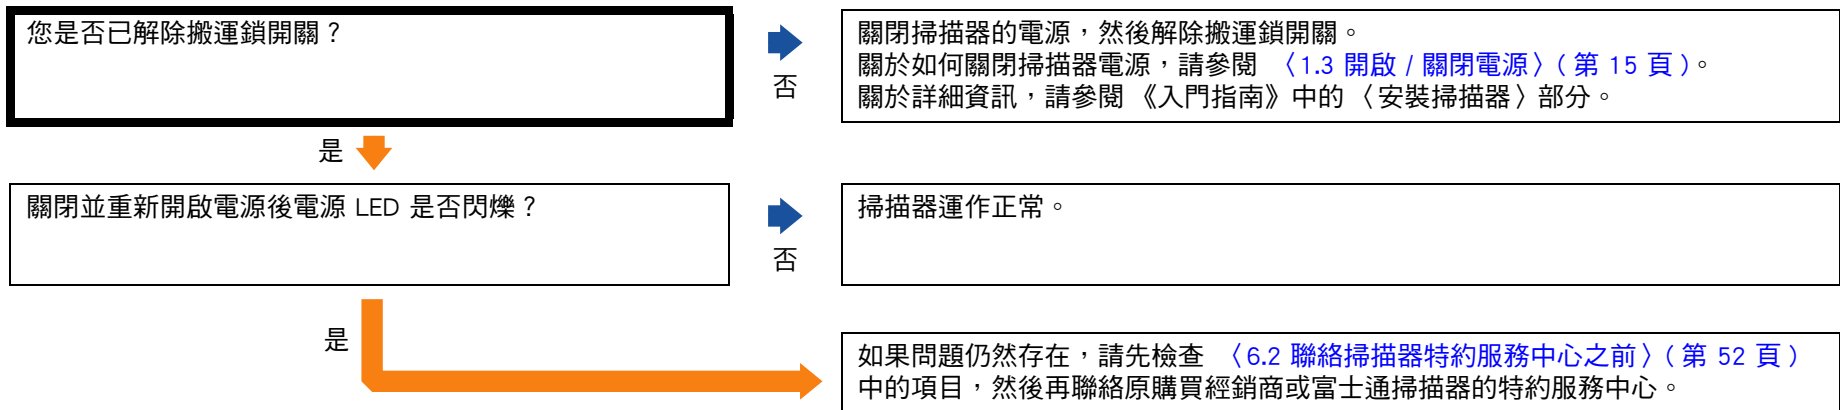 您是否已解除搬運鎖開關？
否
關閉掃描器的電源，然後解除搬運鎖開關。
關於如何關閉掃描器電源，請參閱 〈1.3 開啟 / 關閉電源〉( 第 15 頁 )。
關於詳細資訊，請參閱 《入門指南》中的 〈安裝掃描器〉部分。
是
關閉並重新開啟電源後電源 LED 是否閃爍？
否
掃描器運作正常。
是
如果問題仍然存在，請先檢查 〈6.2 聯絡掃描器特約服務中心之前〉( 第 52 頁 )
中的項目，然後再聯絡原購買經銷商或富士通掃描器的特約服務中心。